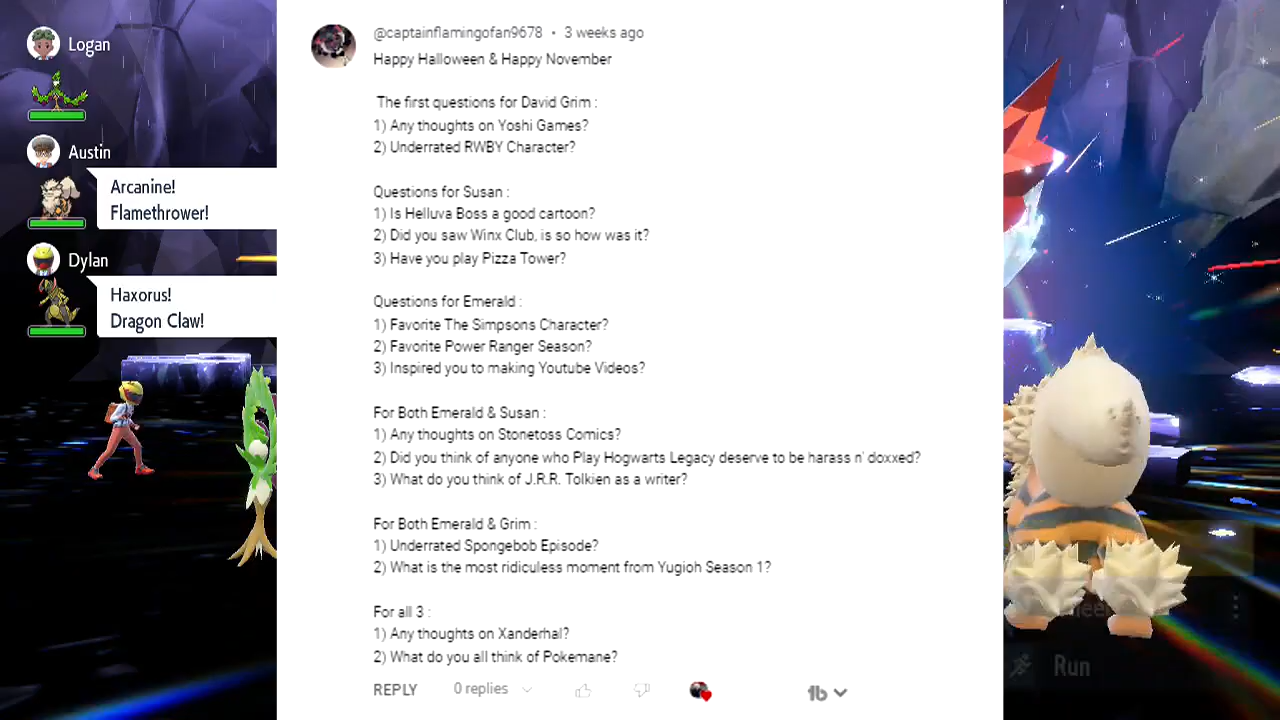 Logan
Austin
Arcanine!
Flamethrower!
Dylan
Haxorus!
Dragon Claw!
@captainflamingofan9678 • 3 weeks ago
Happy Halloween & Happy November
The first questions for David Grim :
1) Any thoughts on Yoshi Games?
2) Underrated RWBY Character?
Questions for Susan :
1) Is Helluva Boss a good cartoon?
2) Did you saw Winx Club, is so how was it?
3) Have you play Pizza Tower?
Questions for Emerald :
1) Favorite The Simpsons Character?
2) Favorite Power Ranger Season?
3) Inspired you to making Youtube Videos?
For Both Emerald & Susan :
1) Any thoughts on Stonetoss Comics?
2) Did you think of anyone who Play Hogwarts Legacy deserve to be harass n' doxxed?
3) What do you think of J.R.R. Tolkien as a writer?
For Both Emerald & Grim :
1) Underrated Spongebob Episode?
2) What is the most ridiculess moment from Yugioh Season 1?
For all 3 :
1) Any thoughts on Xanderhal?
2) What do you all think of Pokemane?
REPLY 0 replies
Run